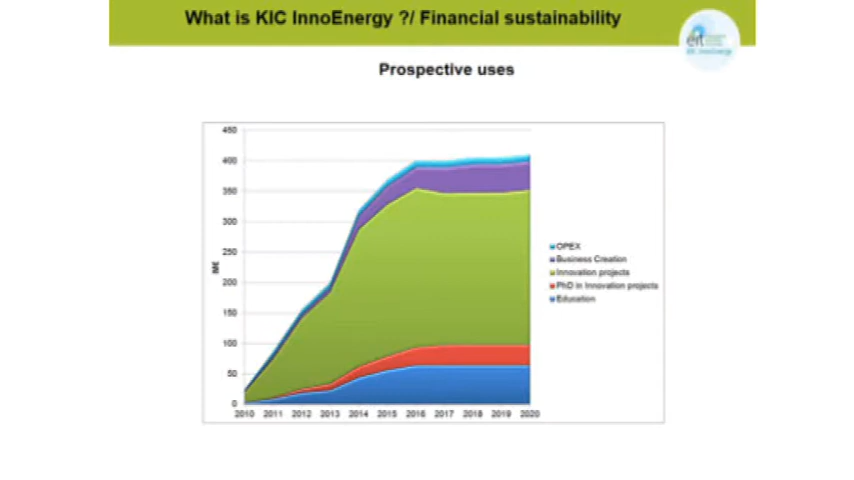 What is KIC InnoEnergy ?/ Financial sustainability
eit
Prospective uses
450
400
350
300
250
200
150
100
50
0
M€
2010 2011 2012 2013 2014 2015 2016 2017 2018 2019 2020
OPEX
Business Creation
Innovation projects
PhD in Innovation projects
Education